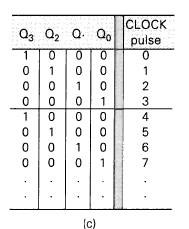 Q3 Q2 Q. Q0 CLOCK pulse
1 0 0 0 0
0 1 0 0 1
0 0 1 0 2
0 0 0 1 3
1 0 0 0 4
0 1 0 0 5
0 0 1 0 6
0 0 0 1 7
. . . . .
. . . . .
(c)